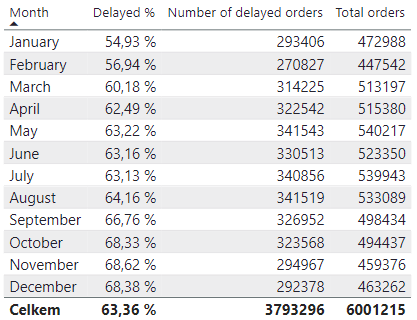 Month Delayed % Number of delayed orders Total orders
January 54,93 % 293406 472988
February 56,94 % 270827 447542
March 60,18 % 314225 513197
April 62,49 % 322542 515380
May 63,22 % 341543 540217
June 63,16 % 330513 523350
July 63,13 % 340856 539943
August 64,16 % 341519 533089
September 66,76 % 326952 498434
October 68,33 % 323568 494437
November 68,62 % 294967 459376
December 68,38 % 292378 463262
Celkem 63,36 % 3793296 6001215